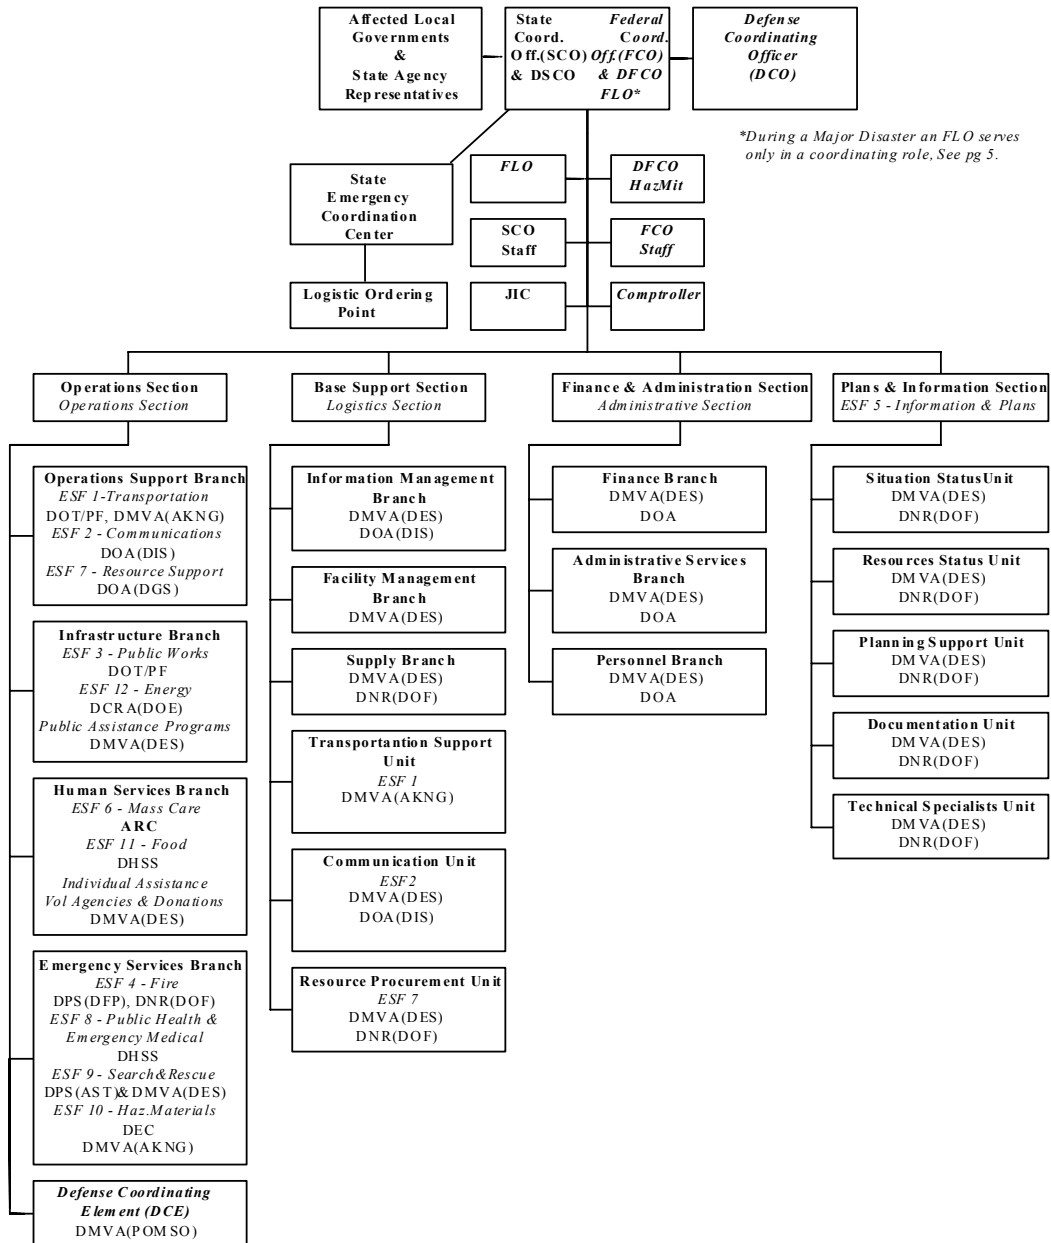 Affected Local
Governments
&
State Agency
Representatives
State
Coord.
Off.(SCO)
& DSCO
Federal
Coord.
Off.(FCO)
& DFCO
FLO*
Defense
Coordinating
Officer
(DCO)
*During a Major Disaster an FLO serves
only in a coordinating role, See pg 5.
State
Emergency
Coordination
Center
Logistic Ordering
Point
FLO
DFCO
HazMit
SCO
Staff
FCO
Staff
JIC
Comptroller
Operations Section
Operations Section
Operations Support Branch
ESF 1-Transportation
DOT/PF, DMVA(AKNG)
ESF 2 - Communications
DOA(DIS)
ESF 7 - Resource Support
DOA(DGS)
Infrastructure Branch
ESF 3 - Public Works
DOT/PF
ESF 12 - Energy
DCRA(DOE)
Public Assistance Programs
DMVA(DES)
Human Services Branch
ESF 6 - Mass Care
ARC
ESF 11 - Food
DHSS
Individual Assistance
Vol Agencies & Donations
DMVA(DES)
Emergency Services Branch
ESF 4 - Fire
DPS(DFP), DNR(DOF)
ESF 8 - Public Health &
Emergency Medical
DHSS
ESF 9 - Search&Rescue
DPS(AST)& DMVA(DES)
ESF 10 - Haz.Materials
DEC
DMVA(AKNG)
Defense Coordinating
Element (DCE)
DMVA(POMSO)
Base Support Section
Logistics Section
Information Management
Branch
DMVA(DES)
DOA(DIS)
Facility Management
Branch
DMVA(DES)
Supply Branch
DMVA(DES)
DNR(DOF)
Transportantion Support
Unit
ESF 1
DMVA(AKNG)
Communication Unit
ESF2
DMVA(DES)
DOA(DIS)
Resource Procurement Unit
ESF 7
DMVA(DES)
DNR(DOF)
Finance & Administration Section
Administrative Section
Finance Branch
DMVA(DES)
DOA
Administrative Services
Branch
DMVA(DES)
DOA
Personnel Branch
DMVA(DES)
DOA
Plans & Information Section
ESF 5 - Information & Plans
Situation StatusUnit
DMVA(DES)
DNR(DOF)
Resources Status Unit
DMVA(DES)
DNR(DOF)
Planning Support Unit
DMVA(DES)
DNR(DOF)
Documentation Unit
DMVA(DES)
DNR(DOF)
Technical Specialists Unit
DMVA(DES)
DNR(DOF)